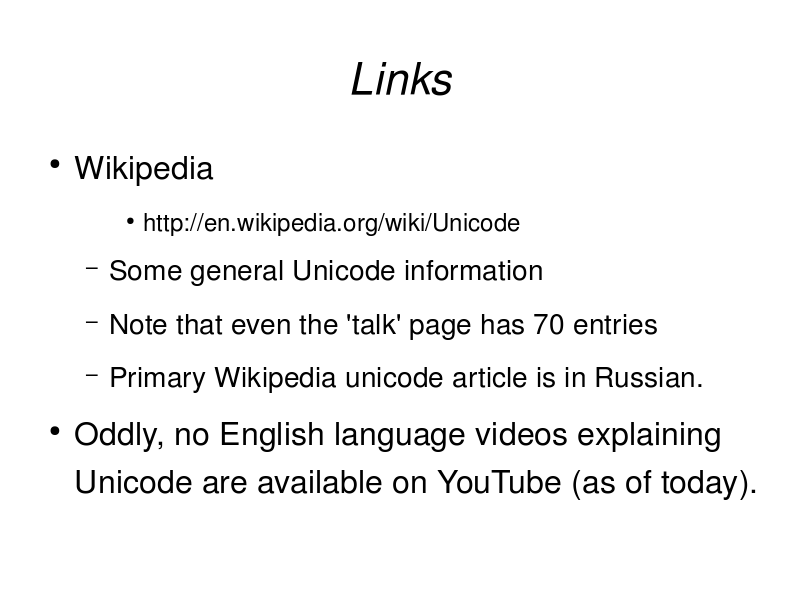 Links
• Wikipedia
• http://en.wikipedia.org/wiki/Unicode
– Some general Unicode information
– Note that even the 'talk' page has 70 entries
– Primary Wikipedia unicode article is in Russian.
• Oddly, no English language videos explaining
Unicode are available on YouTube (as of today).